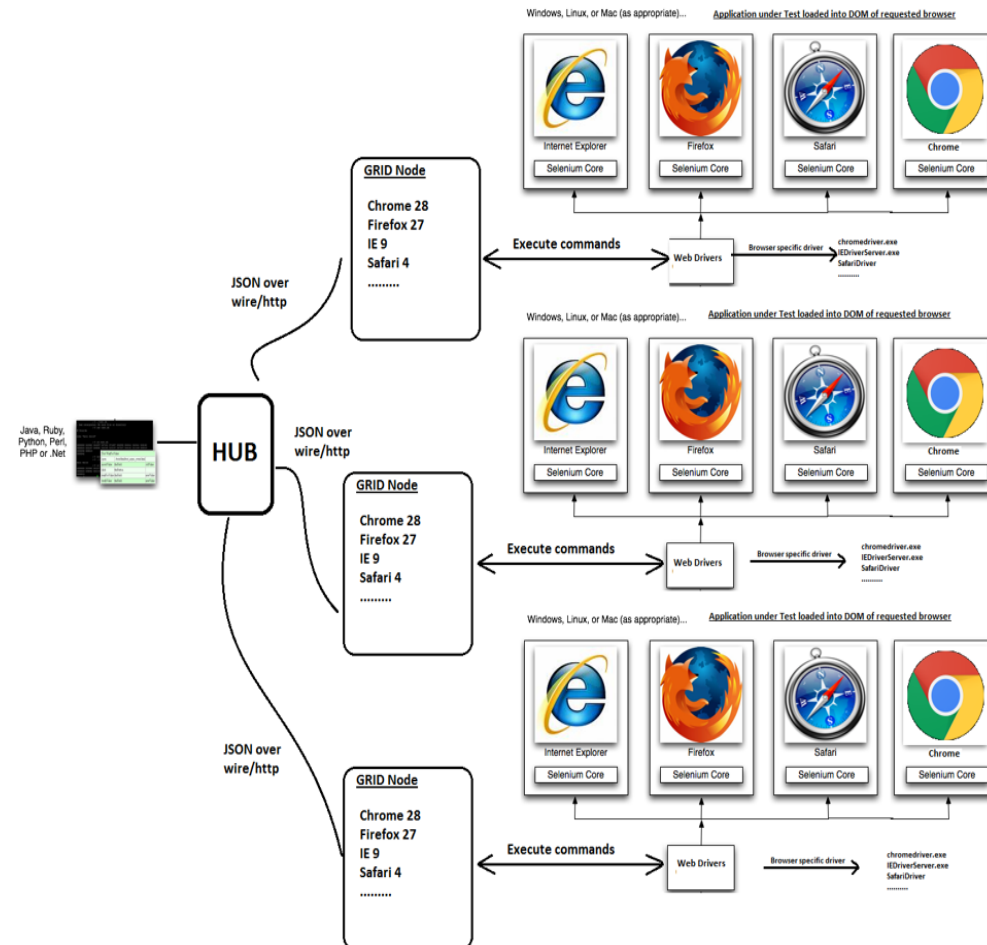 Windows, Linux, or Mac (as appropriate)...
Application under Test loaded into DOM of requested browser
Internet Explorer
Firefox
Safari
Chrome
Selenium Core
Selenium Core
Selenium Core
Selenium Core
GRID Node
Chrome 28
Firefox 27
IE 9
Safari 4
.........
Execute commands
Web Drivers
Browser specific driver
chromedriver.exe
IEDriverServer.exe
SafariDriver
.........
JSON over
wire/http
Java, Ruby,
Python, Perl,
PHP or .Net
HUB
JSON over
wire/http
Windows, Linux, or Mac (as appropriate)...
Application under Test loaded into DOM of requested browser
Internet Explorer
Firefox
Safari
Chrome
Selenium Core
Selenium Core
Selenium Core
Selenium Core
GRID Node
Chrome 28
Firefox 27
IE 9
Safari 4
.........
Execute commands
Web Drivers
Browser specific driver
chromedriver.exe
IEDriverServer.exe
SafariDriver
.........
Windows, Linux, or Mac (as appropriate)...
Application under Test loaded into DOM of requested browser
Internet Explorer
Firefox
Safari
Chrome
Selenium Core
Selenium Core
Selenium Core
Selenium Core
JSON over
wire/http
GRID Node
Chrome 28
Firefox 27
IE 9
Safari 4
.........
Execute commands
Web Drivers
Browser specific driver
chromedriver.exe
IEDriverServer.exe
SafariDriver
.........